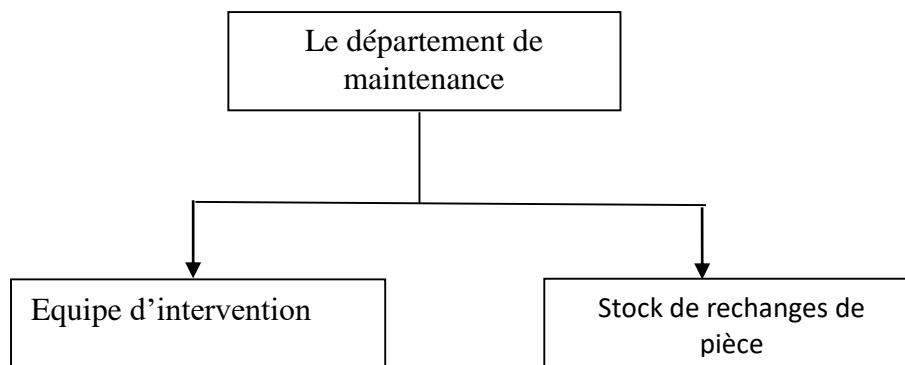 Le département de
maintenance
Equipe d’intervention
Stock de rechanges de
pièce